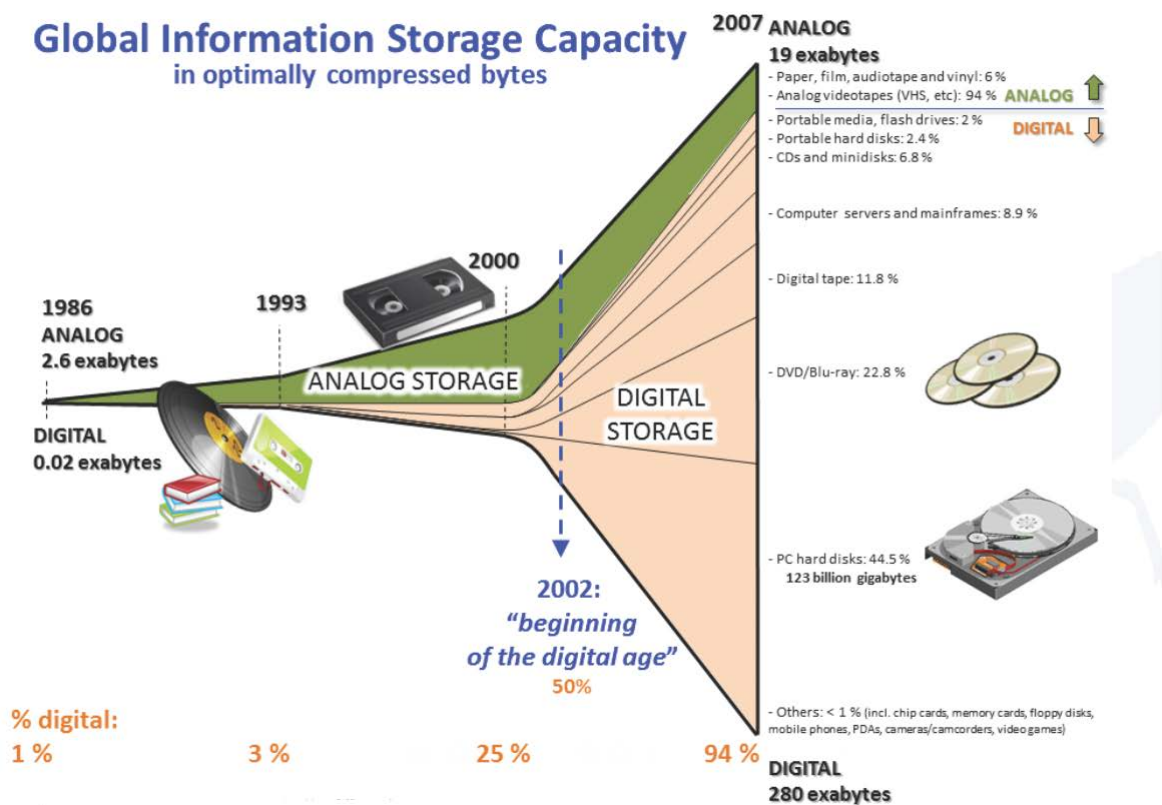 Global Information Storage Capacity
in optimally compressed bytes
2007 ANALOG
19 exabytes
- Paper, film, audiotape and vinyl: 6 %
- Analog videotapes (VHS, etc): 94 %
ANALOG
- Portable media, flash drives: 2 %
DIGITAL
- Portable hard disks: 2.4 %
- CDs and minidisks: 6.8 %
- Computer servers and mainframes: 8.9 %
- Digital tape: 11.8 %
- DVD/Blu-ray: 22.8 %
- PC hard disks: 44.5 %
123 billion gigabytes
- Others: < 1 % (incl. chip cards, memory cards, floppy disks,
mobile phones, PDAs, cameras/camcorders, video games)
DIGITAL
280 exabytes
1986
ANALOG
2.6 exabytes
DIGITAL
0.02 exabytes
1993
2000
ANALOG STORAGE
DIGITAL
STORAGE
2002:
“beginning
of the digital age”
50%
% digital:
1 %
3 %
25 %
94 %